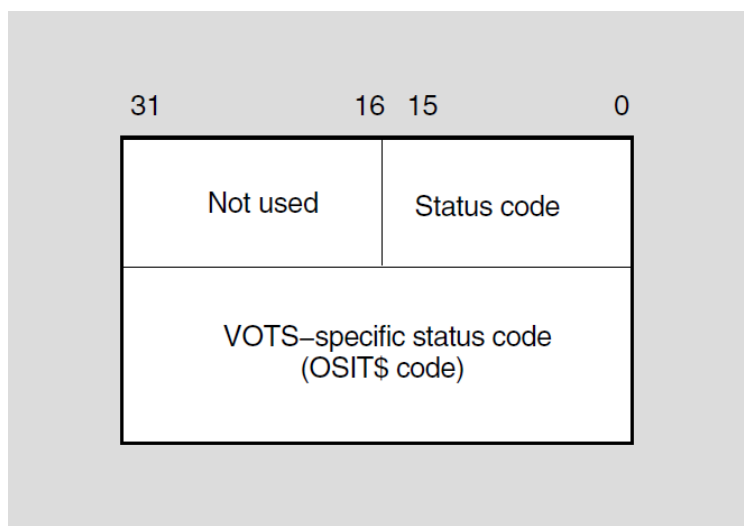 31 16 15 0
Not used Status code
VOTS–specific status code
(OSIT$ code)